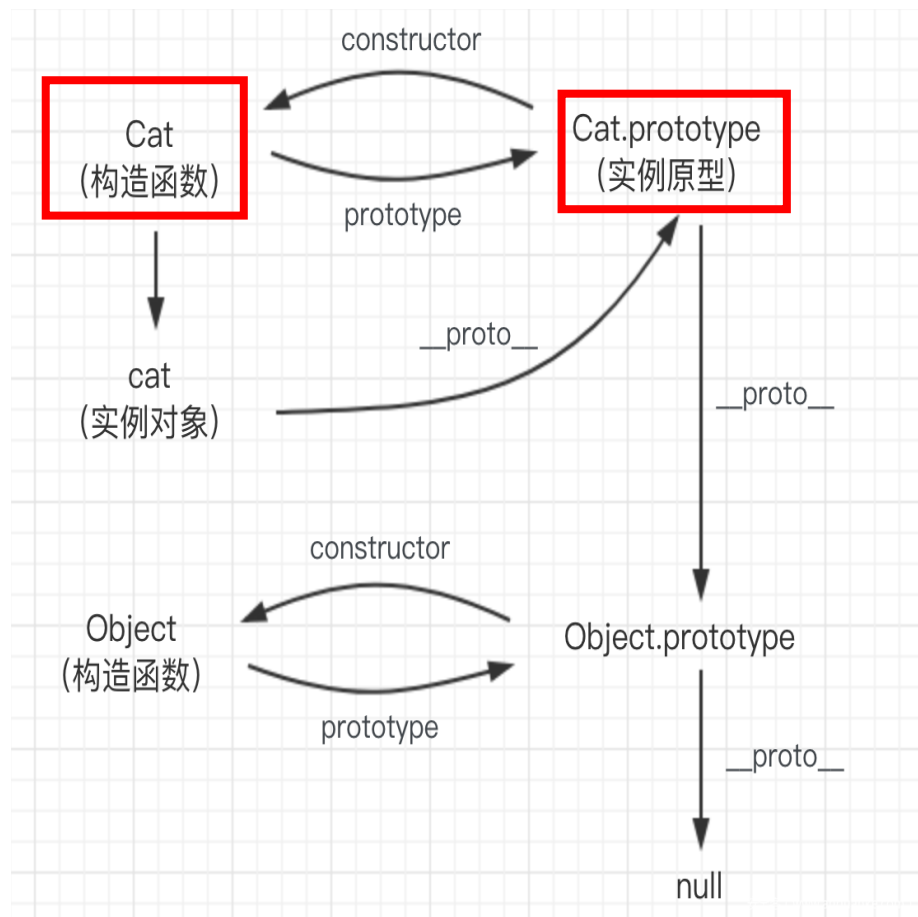 constructor
Cat
(构造函数)
Cat.prototype
(实例原型)
prototype
__proto__
cat
(实例对象)
__proto__
constructor
Object
(构造函数)
Object.prototype
prototype
__proto__
null